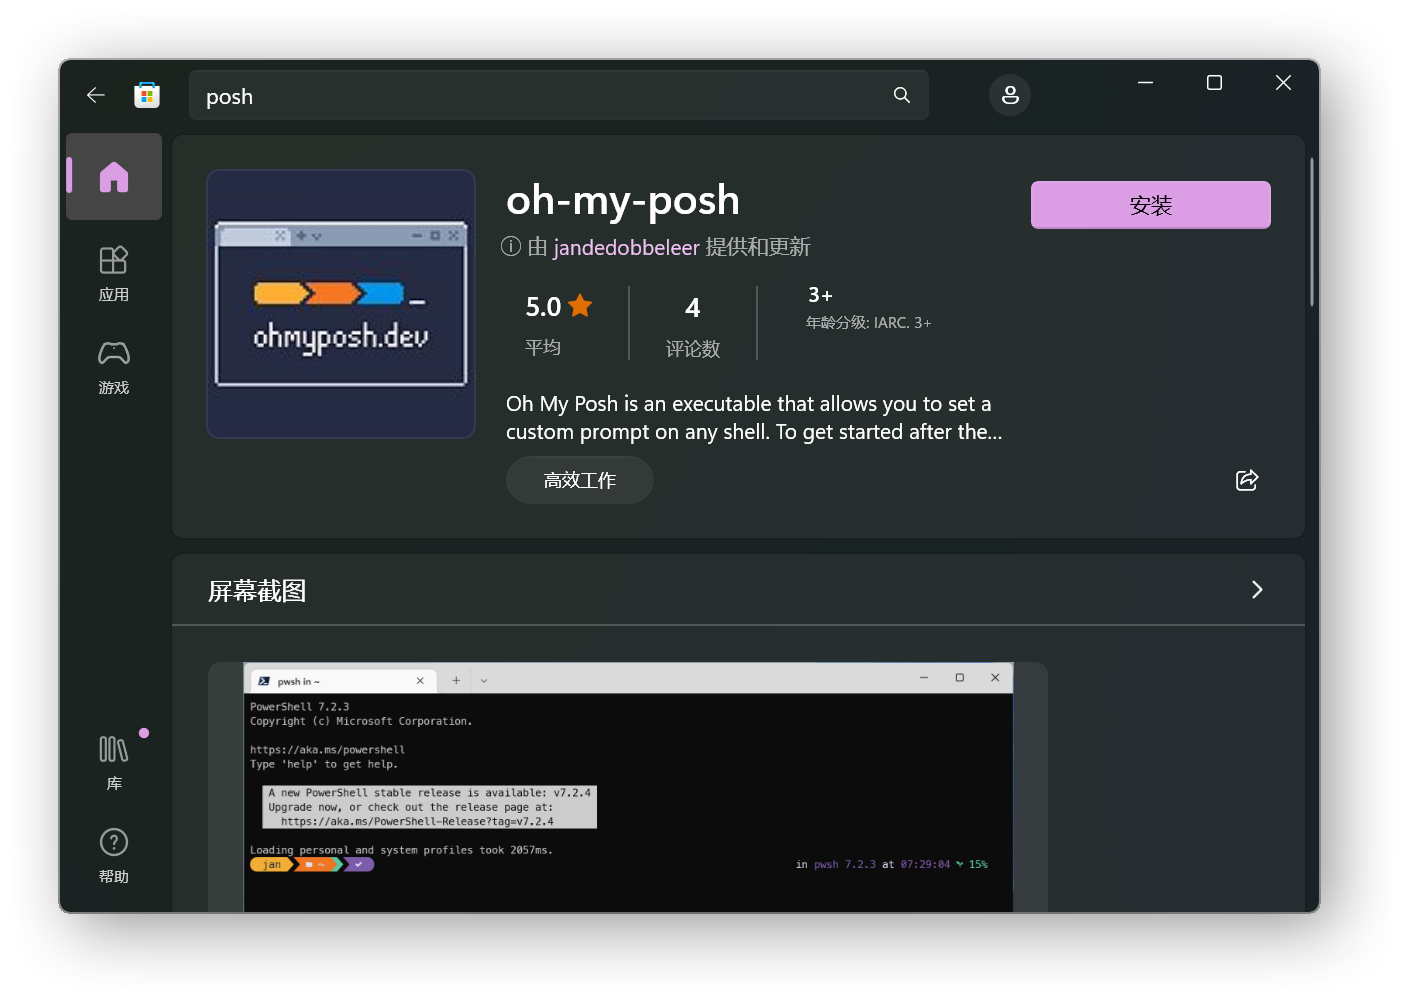 posh
oh-my-posh
安装
由 jandedobbeleer 提供和更新
5.0
平均
4
评论数
3+
年龄分级: IARC. 3+
Oh My Posh is an executable that allows you to set a
custom prompt on any shell. To get started after the...
高效工作
ohmyposh.dev
应用
游戏
库
帮助
屏幕截图
pwsh in ~
PowerShell 7.2.3
Copyright (c) Microsoft Corporation.
https://aka.ms/powershell
Type 'help' to get help.
A new PowerShell stable release is available: v7.2.4
Upgrade now, or check out the release page at:
https://aka.ms/PowerShell-Release?tag=v7.2.4
Loading personal and system profiles took 2057ms.
jan ~ in pwsh 7.2.3 at 07:29:04 15%